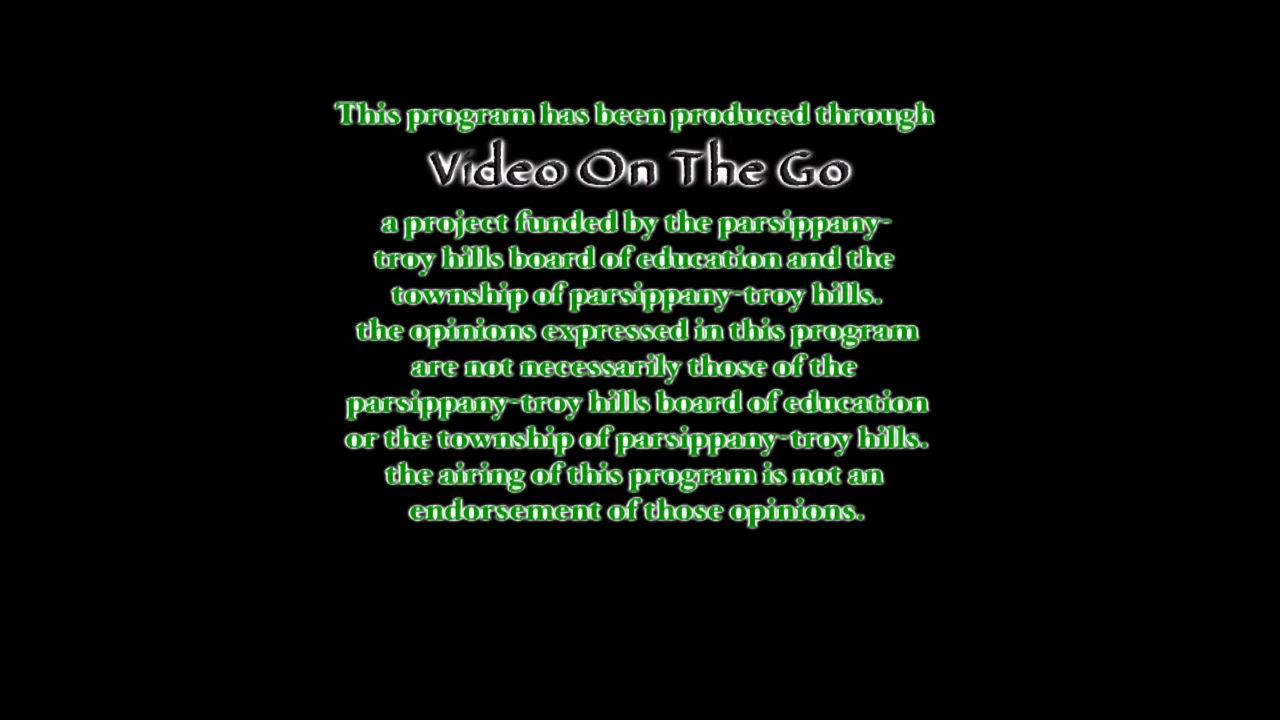 This program has been produced through
Video On The Go
a project funded by the parsippany-
troy hills board of education and the
township of parsippany-troy hills.
the opinions expressed in this program
are not necessarily those of the
parsippany-troy hills board of education
or the township of parsippany-troy hills.
the airing of this program is not an
endorsement of those opinions.